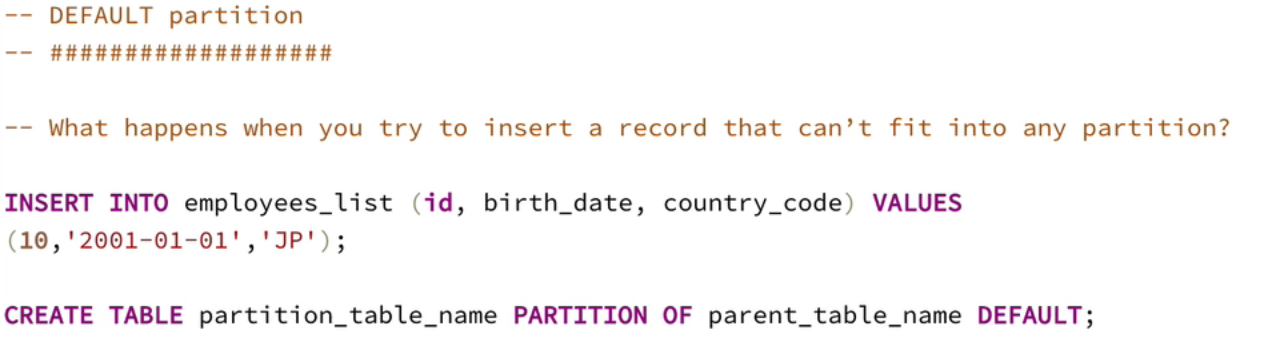 -- DEFAULT partition
-- ###################
-- What happens when you try to insert a record that can’t fit into any partition?
INSERT INTO employees_list (id, birth_date, country_code) VALUES
(10,'2001-01-01','JP');
CREATE TABLE partition_table_name PARTITION OF parent_table_name DEFAULT;